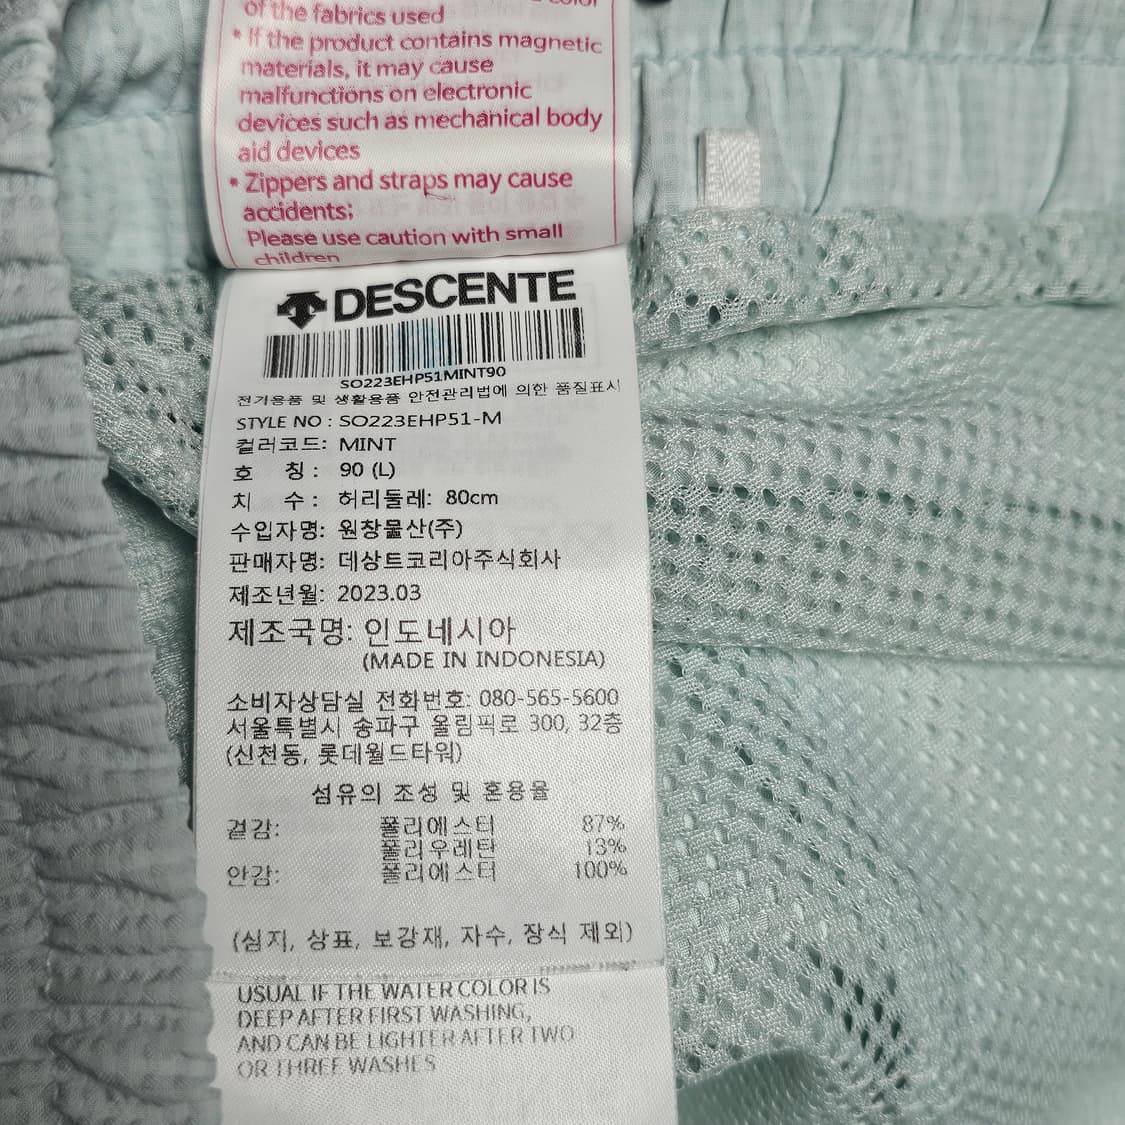 of the fabrics used
* If the product contains magnetic
materials, it may cause
malfunctions on electronic
devices such as mechanical body
aid devices
* Zippers and straps may cause
accidents;
Please use caution with small
children
DESCENTE
SO223EHP51MINT90
전기용품 및 생활용품 안전관리법에 의한 품질표시
STYLE NO : SO223EHP51-M
컬러코드: MINT
호 칭 : 90 (L)
치 수 : 허리둘레: 80cm
수입자명: 원창물산(주)
판매자명: 데상트코리아주식회사
제조년월: 2023.03
제조국명: 인도네시아
(MADE IN INDONESIA)
소비자상담실 전화번호: 080-565-5600
서울특별시 송파구 올림픽로 300, 32층
(신천동, 롯데월드타워)
섬유의 조성 및 혼용율
겉감: 폴리에스터 87%
폴리우레탄 13%
안감: 폴리에스터 100%
(심지, 상표, 보강재, 자수, 장식 제외)
USUAL IF THE WATER COLOR IS
DEEP AFTER FIRST WASHING,
AND CAN BE LIGHTER AFTER TWO
OR THREE WASHES